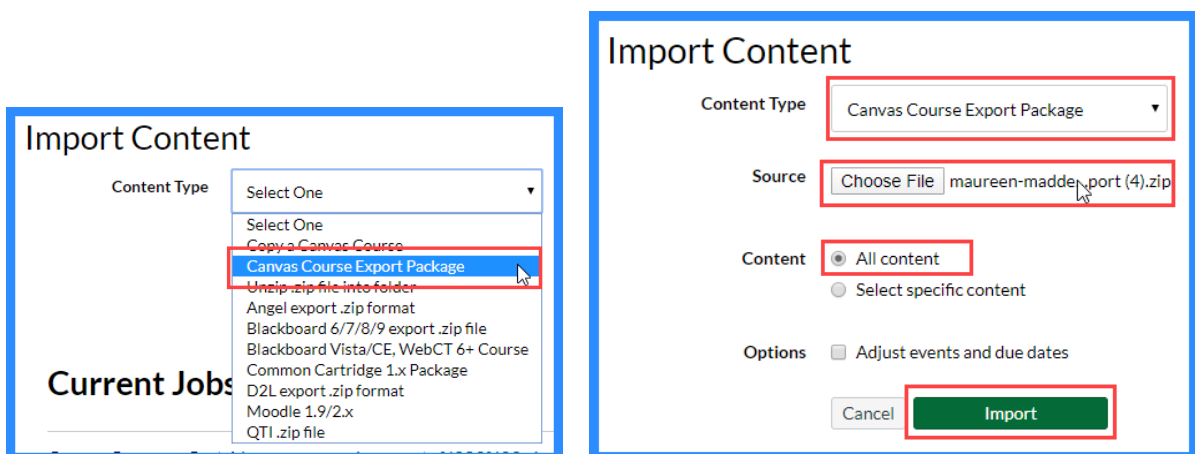 Import Content
Content Type
Select One
Select One
Copy a Canvas Course
Canvas Course Export Package
Unzip .zip file into folder
Angel export .zip format
Blackboard 6/7/8/9 export .zip file
Blackboard Vista/CE, WebCT 6+ Course
Common Cartridge 1.x Package
D2L export .zip format
Moodle 1.9/2.x
QTI .zip file
Current Jobs
Import Content
Content Type
Canvas Course Export Package
Source
Choose File maureen-madde...port (4).zip
Content
All content
Select specific content
Options
Adjust events and due dates
Cancel
Import